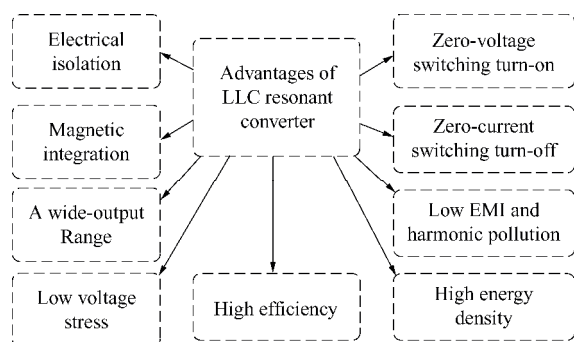 Electrical
isolation
Advantages of
LLC resonant
converter
Zero-voltage
switching turn-on
Magnetic
integration
Zero-current
switching turn-off
A wide-output
Range
Low EMI and
harmonic pollution
Low voltage
stress
High efficiency
High energy
density